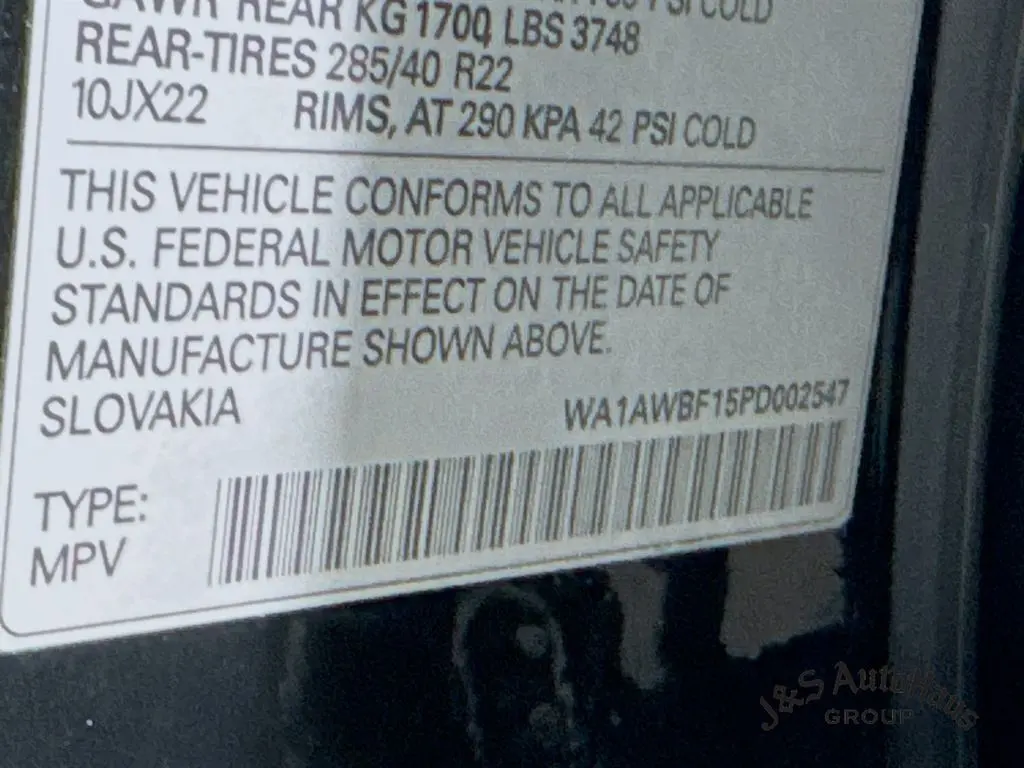 GAWR REAR KG 1700 LBS 3748
REAR-TIRES 285/40 R22
10JX22 RIMS, AT 290 KPA 42 PSI COLD
THIS VEHICLE CONFORMS TO ALL APPLICABLE
U.S. FEDERAL MOTOR VEHICLE SAFETY
STANDARDS IN EFFECT ON THE DATE OF
MANUFACTURE SHOWN ABOVE.
SLOVAKIA
WA1AWBF15PD002547
TYPE:
MPV
J&S AutoHaus
GROUP